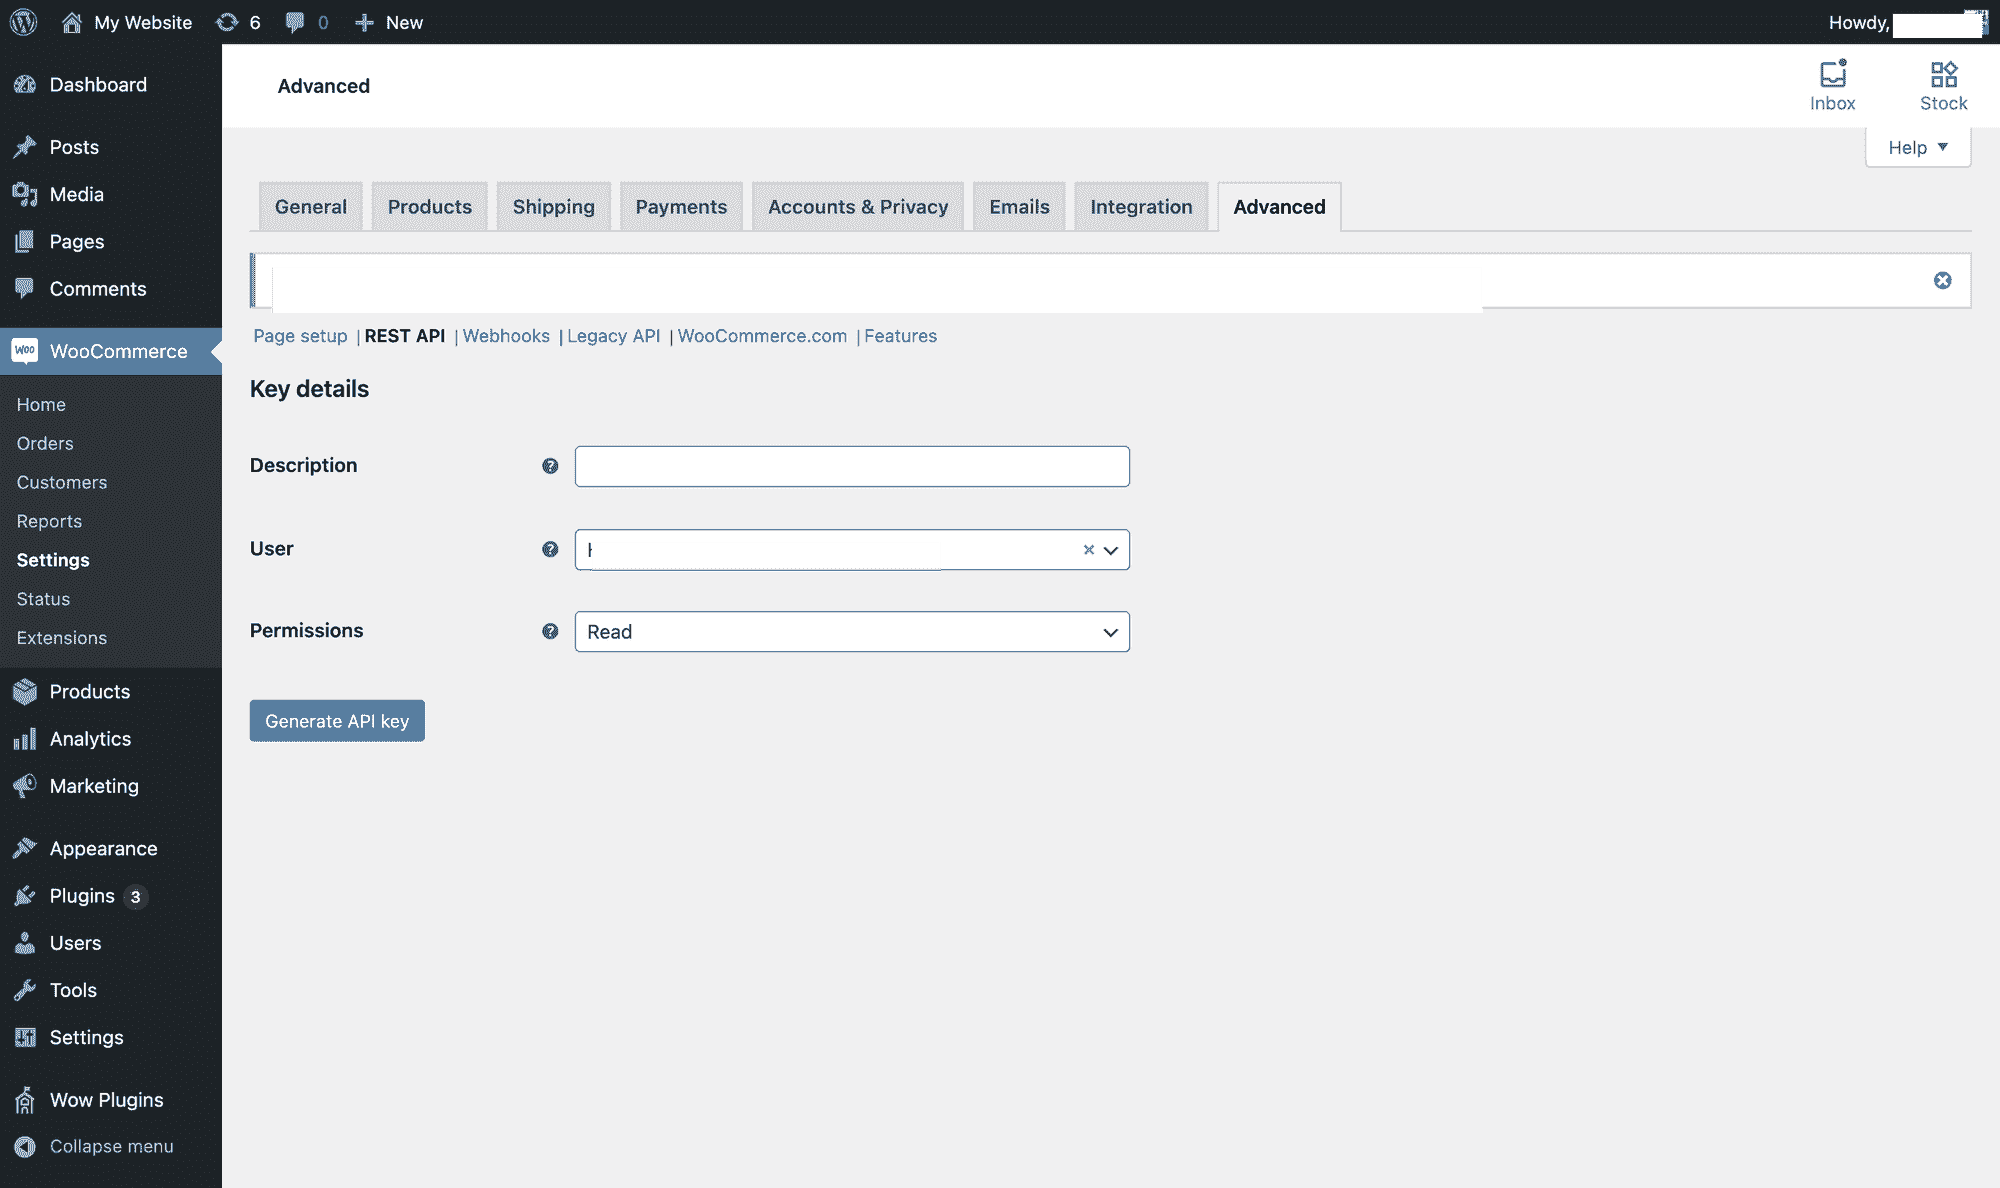 My Website 6 0 New Howdy,
Dashboard
Posts
Media
Pages
Comments
WOO WooCommerce
Home
Orders
Customers
Reports
Settings
Status
Extensions
Products
Analytics
Marketing
Appearance
Plugins 3
Users
Tools
Settings
Wow Plugins
Collapse menu
Advanced
Inbox Stock
Help
General Products Shipping Payments Accounts & Privacy Emails Integration Advanced
Page setup | REST API | Webhooks | Legacy API | WooCommerce.com | Features
Key details
Description
User
Permissions Read
Generate API key